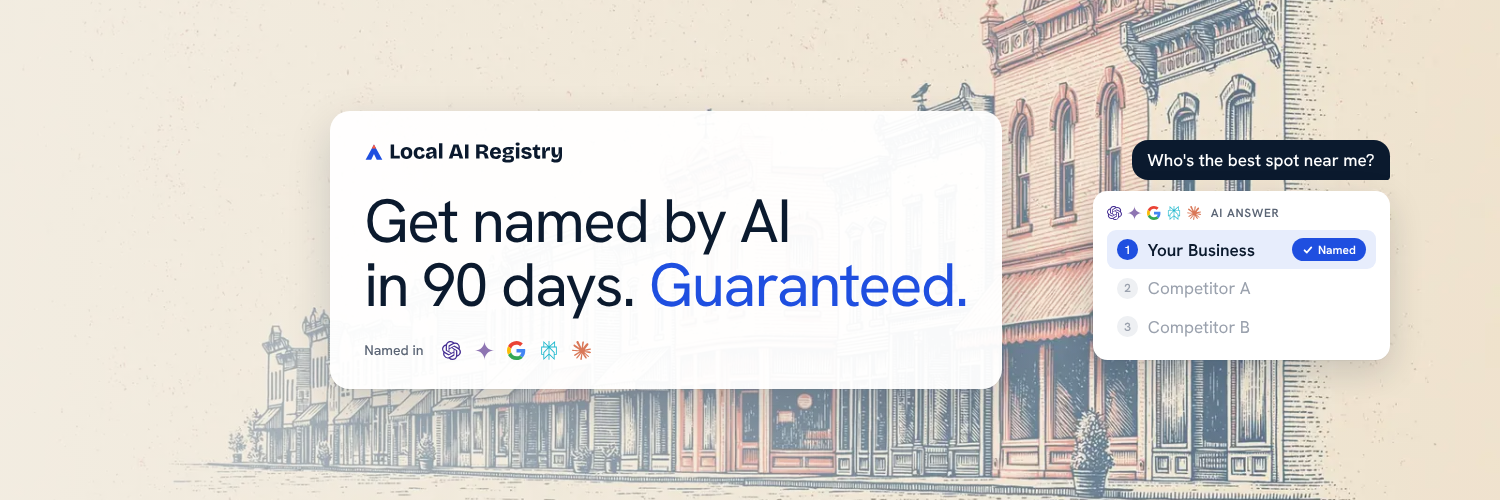 Local AI Registry
Get named by AI
in 90 days. Guaranteed.
Named in
Who's the best spot near me?
AI ANSWER
1 Your Business Named
2 Competitor A
3 Competitor B